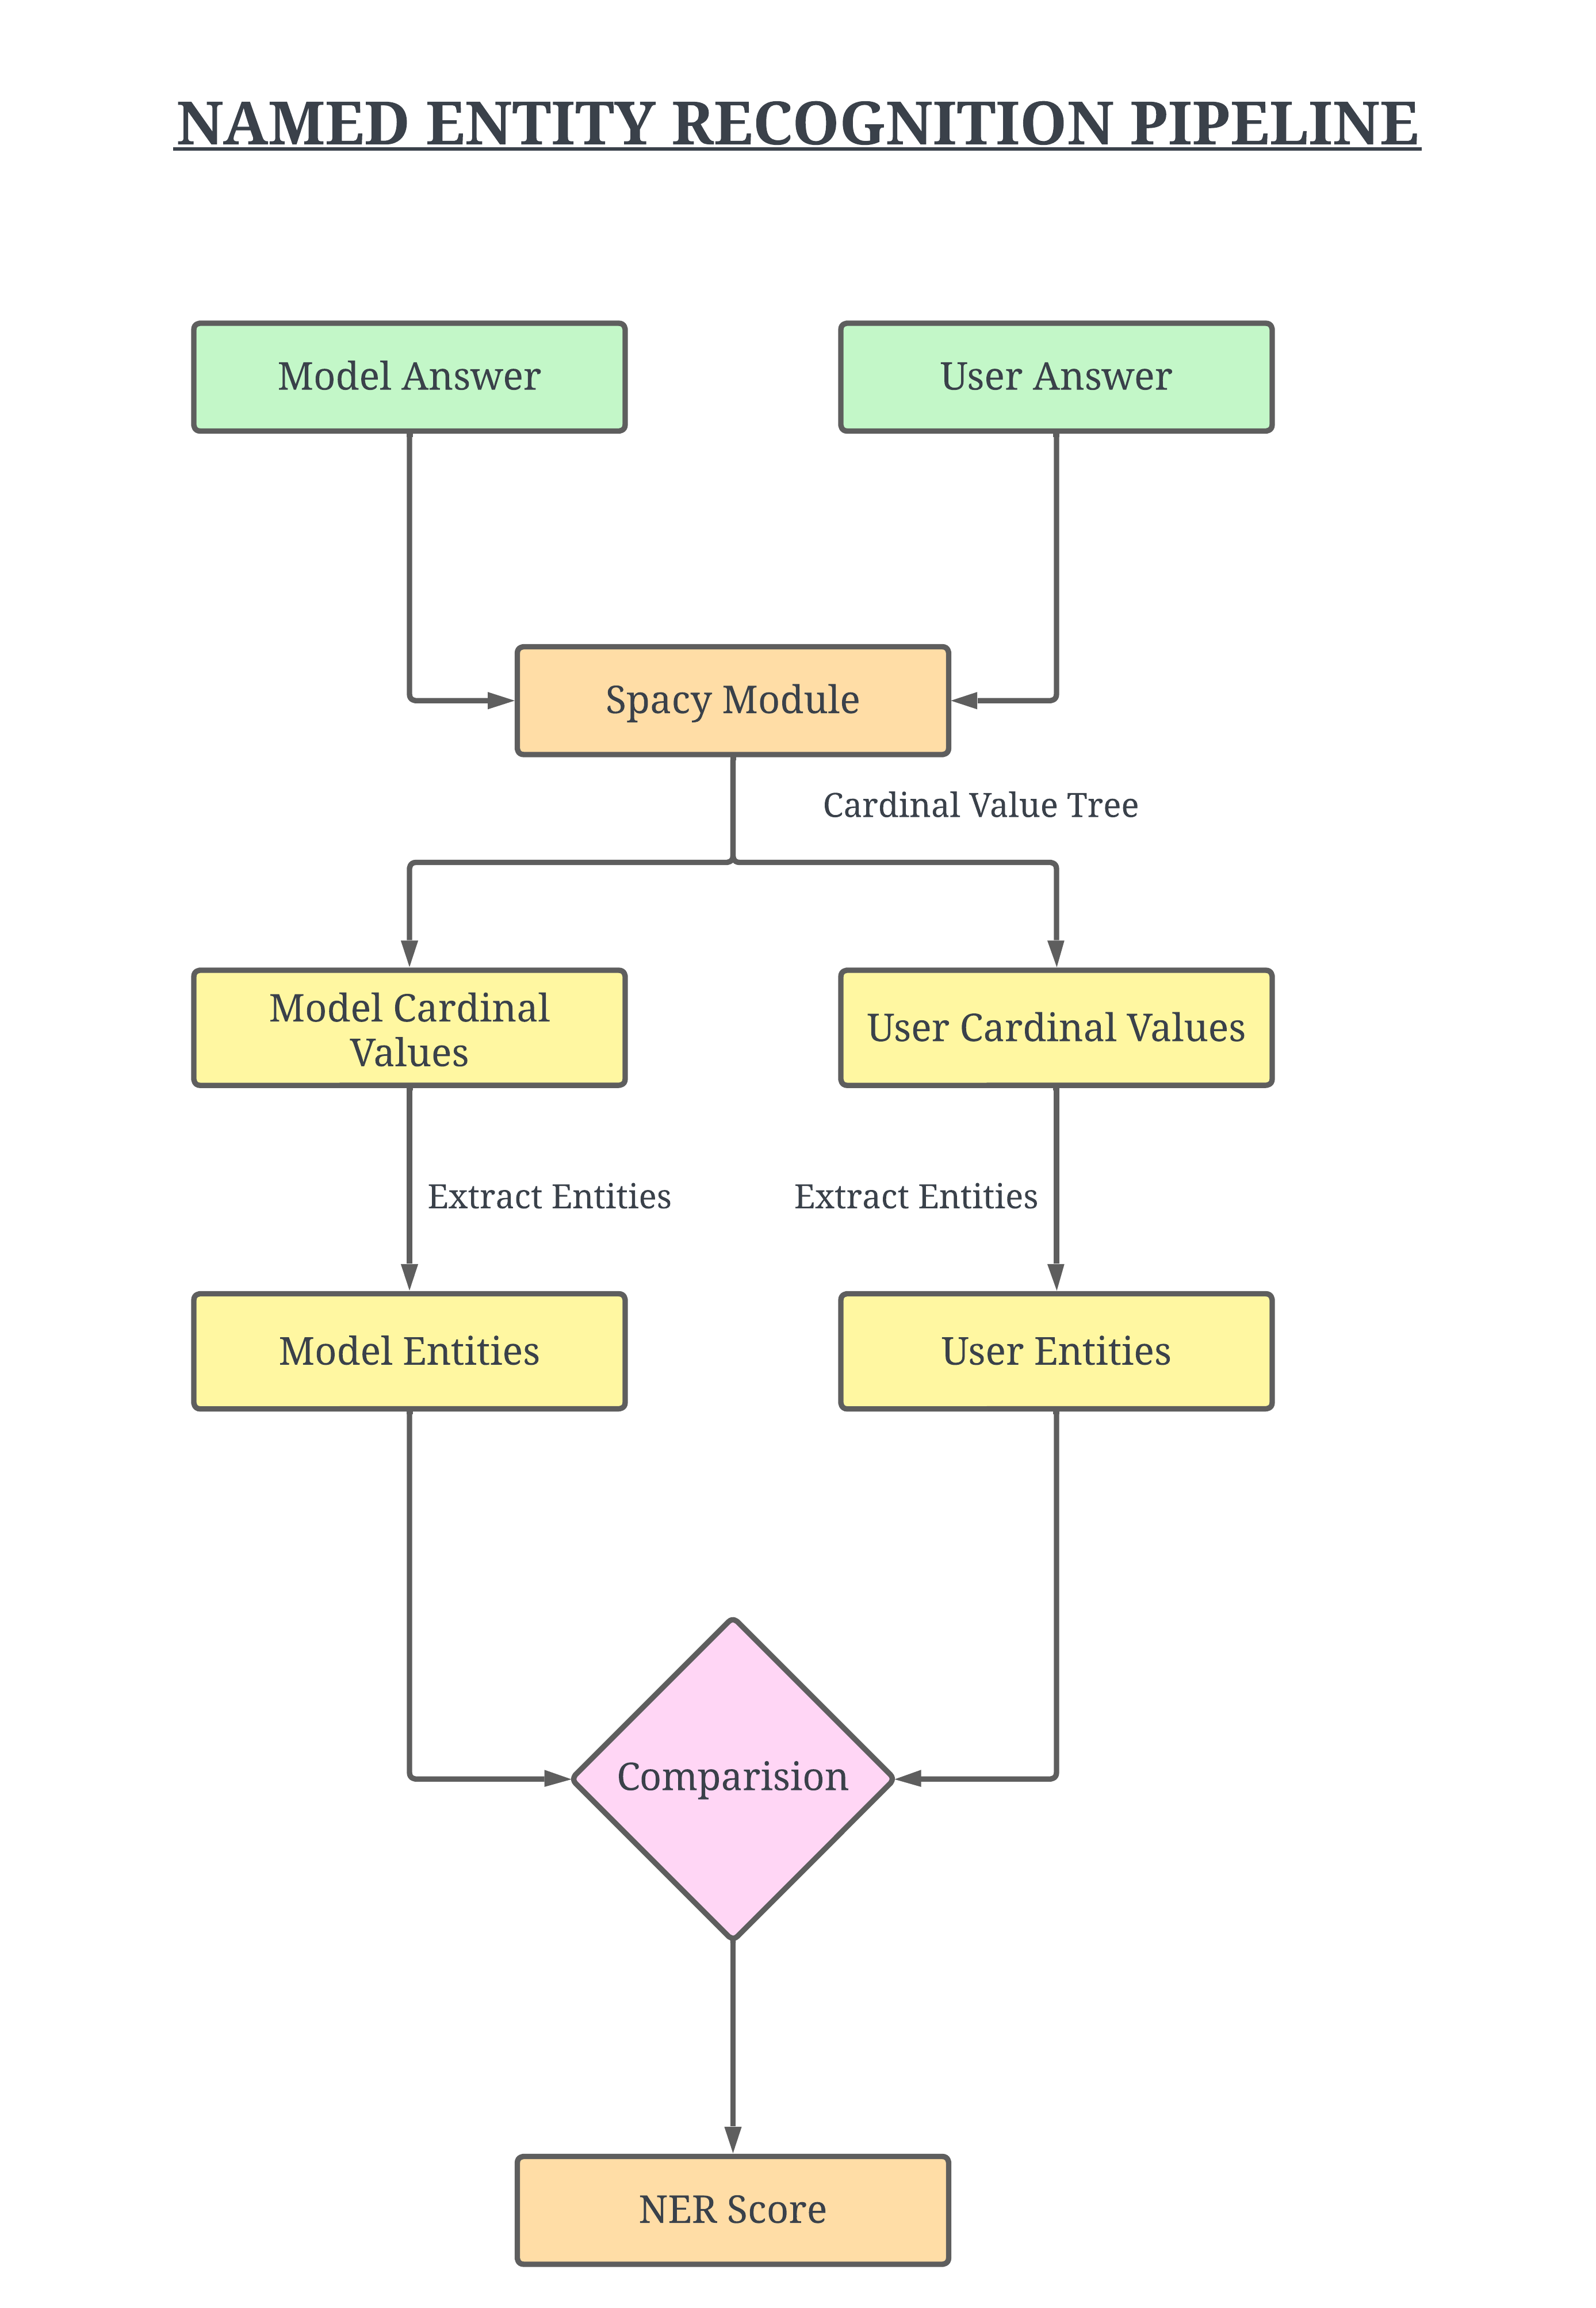 NAMED ENTITY RECOGNITION PIPELINE
Model Answer
User Answer
Spacy Module
Cardinal Value Tree
Model Cardinal
Values
User Cardinal Values
Extract Entities
Extract Entities
Model Entities
User Entities
Comparision
NER Score